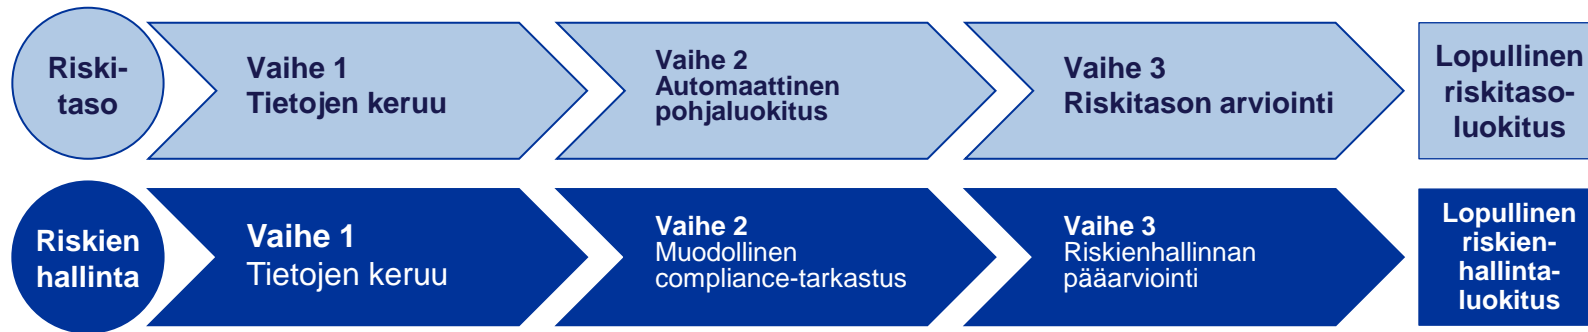 Riski-
taso
Vaihe 1
Tietojen keruu
Vaihe 2
Automaattinen
pohjaluokitus
Vaihe 3
Riskitason arviointi
Lopullinen
riskitaso-
luokitus
Riskien
hallinta
Vaihe 1
Tietojen keruu
Vaihe 2
Muodollinen
compliance-tarkastus
Vaihe 3
Riskienhallinnan
pääarviointi
Lopullinen
riskien-
hallinta-
luokitus